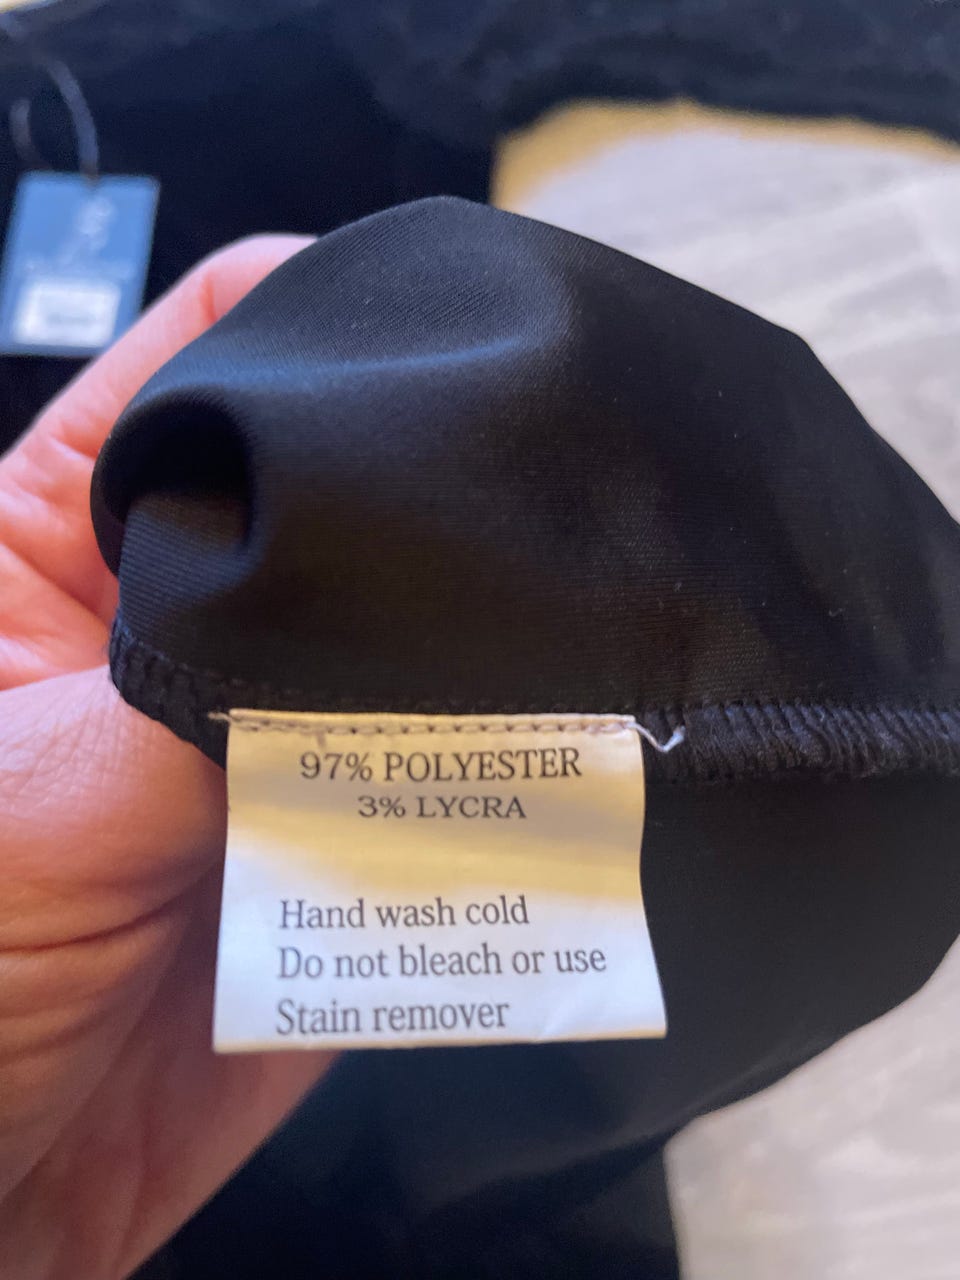 97% POLYESTER
3% LYCRA
Hand wash cold
Do not bleach or use
Stain remover